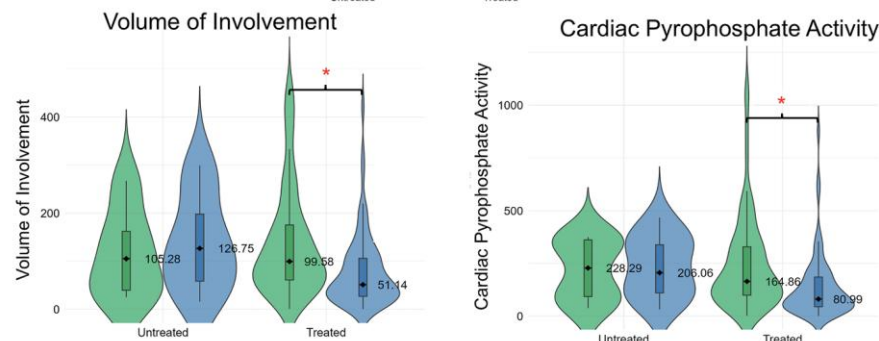 Untreated Treated
Volume of Involvement
Volume of Involvement
400
200
0
105.28
126.75
99.58
51.14
*
Untreated
Treated
Cardiac Pyrophosphate Activity
Cardiac Pyrophosphate Activity
1000
500
0
228.29
206.06
164.86
80.99
*
Untreated
Treated